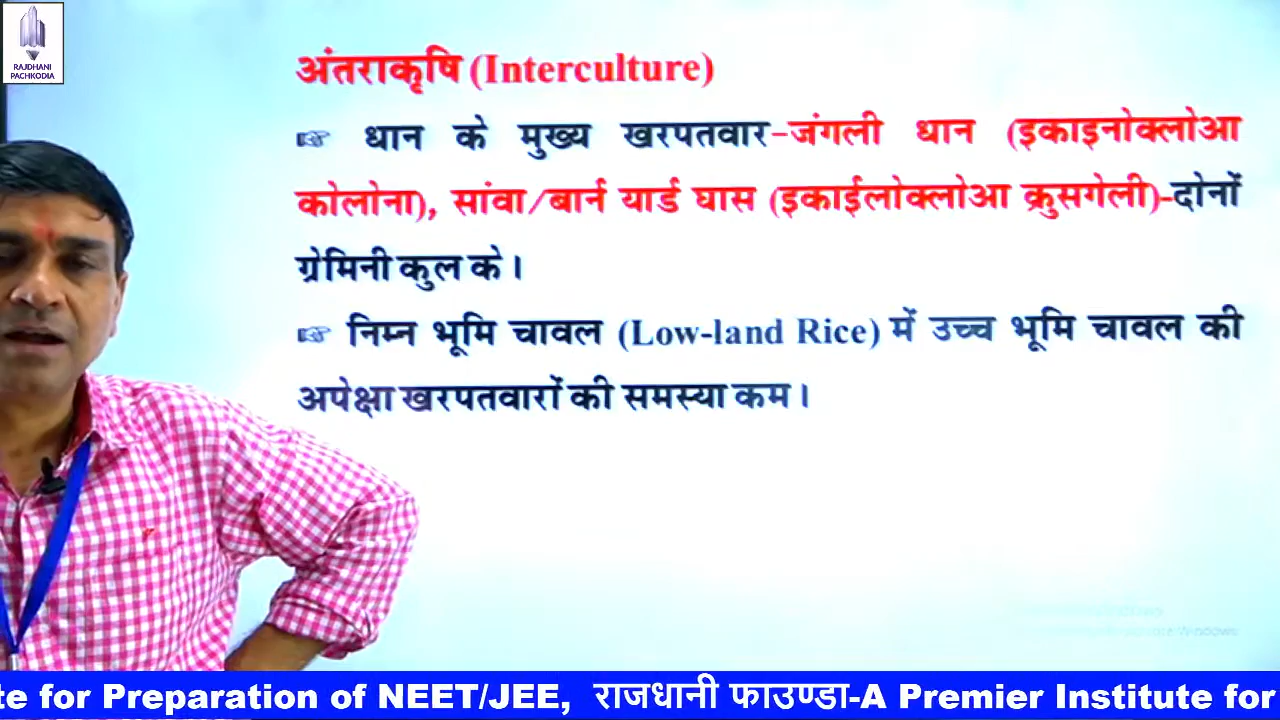 RAJDHANI
PACHKODIA
अंतराकृषि (Interculture)
☞ धान के मुख्य खरपतवार-जंगली धान (इकाइनोक्लोआ
कोलोना), सांवा/बार्न यार्ड घास (इकाईलोक्लोआ क्रुसगेली)-दोनों
ग्रेमिनी कुल के।
☞ निम्न भूमि चावल (Low-land Rice) में उच्च भूमि चावल की
अपेक्षा खरपतवारों की समस्या कम।
te for Preparation of NEET/JEE, राजधानी फाउण्डा-A Premier Institute for